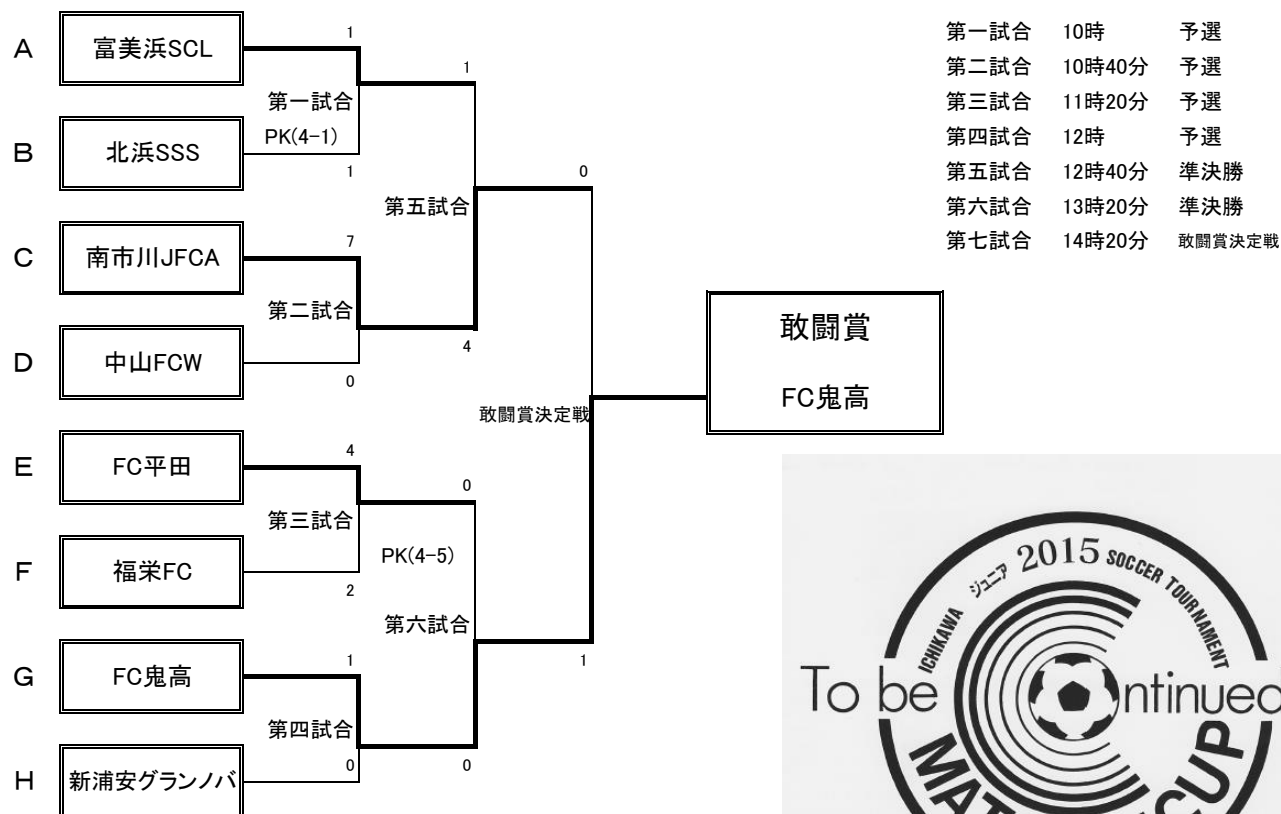 A 富美浜SCL
1
第一試合
PK(4-1)
B 北浜SSS
1
1
第五試合
C 南市川JFCA
7
第二試合
D 中山FCW
0
4
0
敢闘賞決定戦
E FC平田
4
第三試合
F 福栄FC
2
0
PK(4-5)
第六試合
G FC鬼高
1
第四試合
H 新浦安グランノバ
0
0
1
敢闘賞
FC鬼高
第一試合 10時 予選
第二試合 10時40分 予選
第三試合 11時20分 予選
第四試合 12時 予選
第五試合 12時40分 準決勝
第六試合 13時20分 準決勝
第七試合 14時20分 敢闘賞決定戦
ICHIKAWA ジュニア 2015 SOCCER TOURNAMENT
To be ntinued
CUP